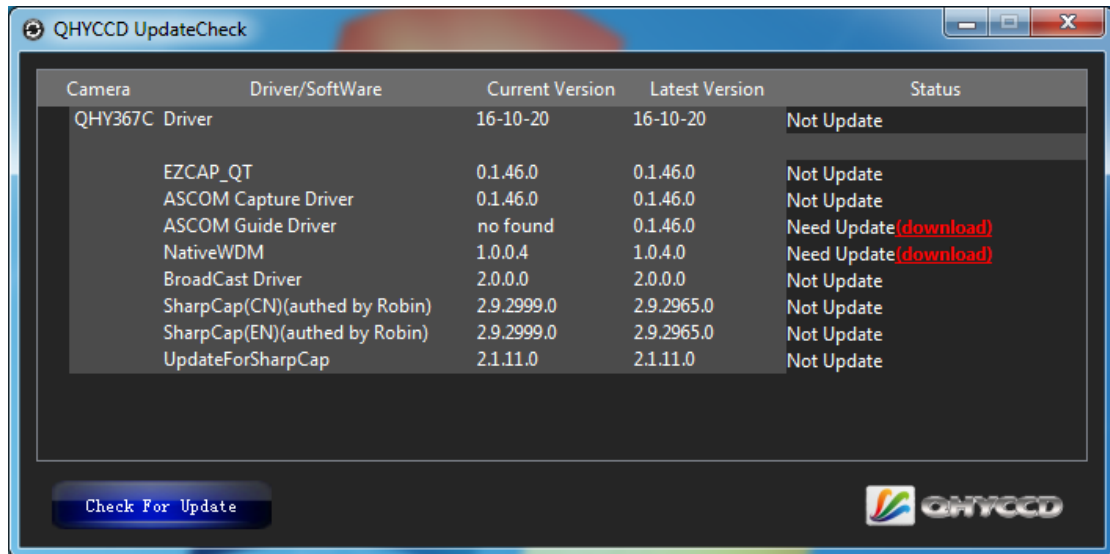 QHYCCD UpdateCheck
Camera Driver/SoftWare Current Version Latest Version Status
QHY367C Driver 16-10-20 16-10-20 Not Update
EZCAP_QT 0.1.46.0 0.1.46.0 Not Update
ASCOM Capture Driver 0.1.46.0 0.1.46.0 Not Update
ASCOM Guide Driver no found 0.1.46.0 Need Update(download)
NativeWDM 1.0.0.4 1.0.4.0 Need Update(download)
BroadCast Driver 2.0.0.0 2.0.0.0 Not Update
SharpCap(CN)(authed by Robin) 2.9.2999.0 2.9.2965.0 Not Update
SharpCap(EN)(authed by Robin) 2.9.2999.0 2.9.2965.0 Not Update
UpdateForSharpCap 2.1.11.0 2.1.11.0 Not Update
Check For Update QHYCCD